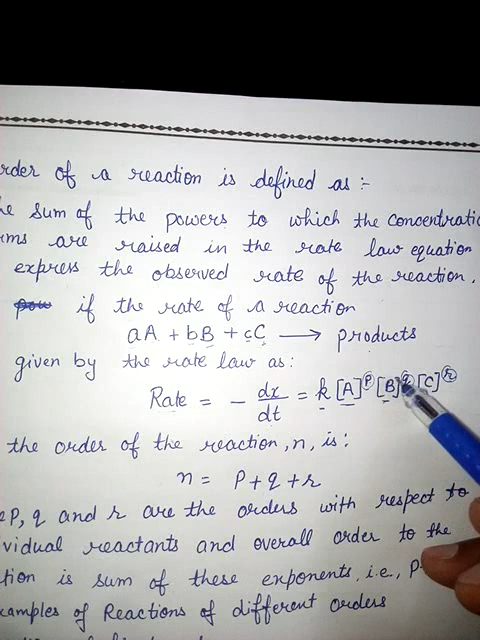 rder of a reaction is defined as :-
he sum of the powers to which the concentratio
rms are raised in the rate law equation
express the observed rate of the reaction.
if the rate of a reaction
aA + bB + cC ⟶ products
given by the rate law as:
Rate = - dx/dt = k [A]^p [B]^q [C]^r
the order of the reaction, n, is:
n = P + q + r
P, q and r are the orders with respect to
vidual reactants and overall order to the
tion is sum of these exponents, i.e., P
xamples of Reactions of different orders